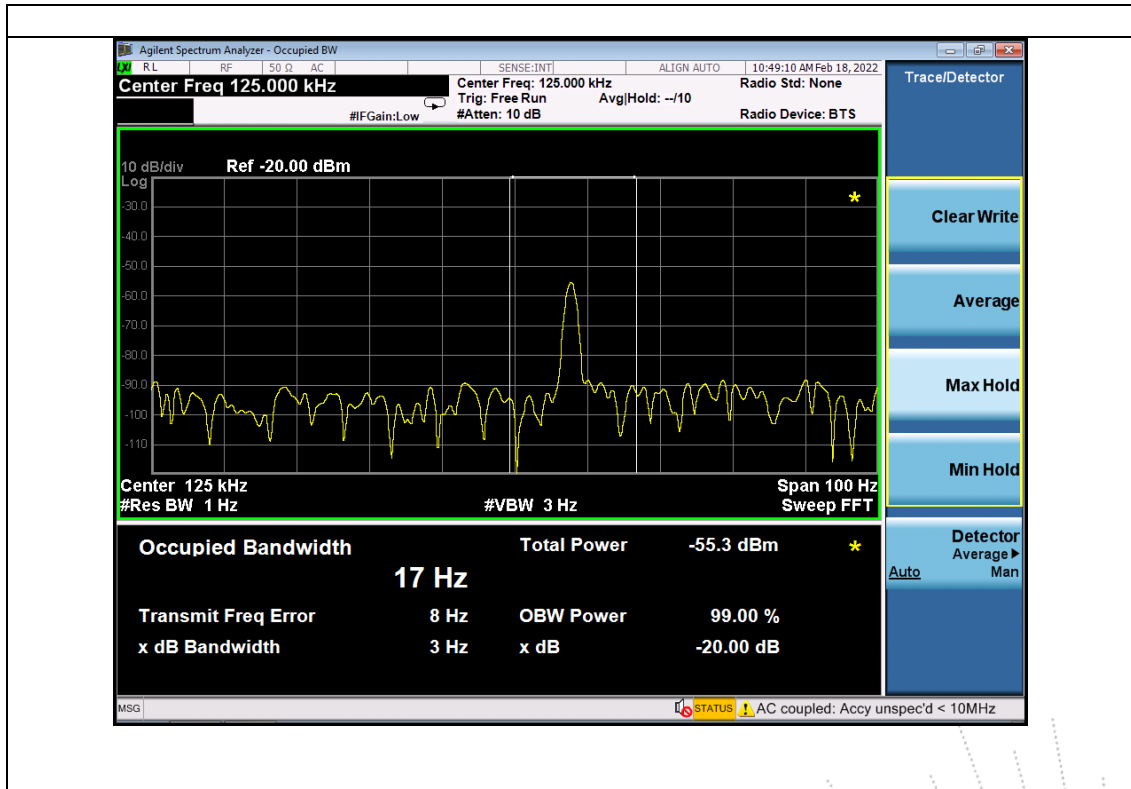 Agilent Spectrum Analyzer - Occupied BW
LXI RL RF 50 Ω AC SENSE:INT ALIGN AUTO 10:49:10 AM Feb 18, 2022
Center Freq 125.000 kHz
Center Freq: 125.000 kHz Radio Std: None
Trig: Free Run Avg|Hold: --/10
#IFGain:Low #Atten: 10 dB Radio Device: BTS
Trace/Detector
10 dB/div Ref -20.00 dBm
Log
-30.0
-40.0
-50.0
-60.0
-70.0
-80.0
-90.0
-100
-110
Center 125 kHz Span 100 Hz
#Res BW 1 Hz #VBW 3 Hz Sweep FFT
Clear Write
Average
Max Hold
Min Hold
Detector
Average
Auto Man
Occupied Bandwidth Total Power -55.3 dBm
17 Hz
Transmit Freq Error 8 Hz OBW Power 99.00 %
x dB Bandwidth 3 Hz x dB -20.00 dB
MSG STATUS AC coupled: Accy unspec'd < 10MHz